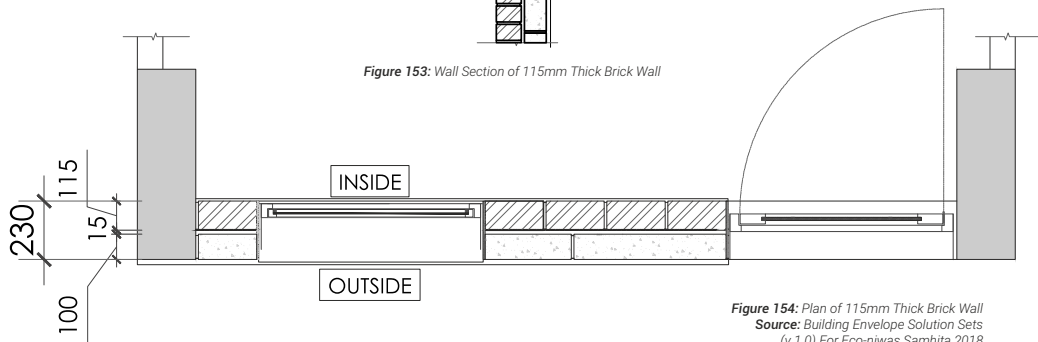 Figure 153: Wall Section of 115mm Thick Brick Wall
INSIDE
115
15
230
100
OUTSIDE
Figure 154: Plan of 115mm Thick Brick Wall
Source: Building Envelope Solution Sets
(v 1.0) For Eco-niwas Samhita 2018